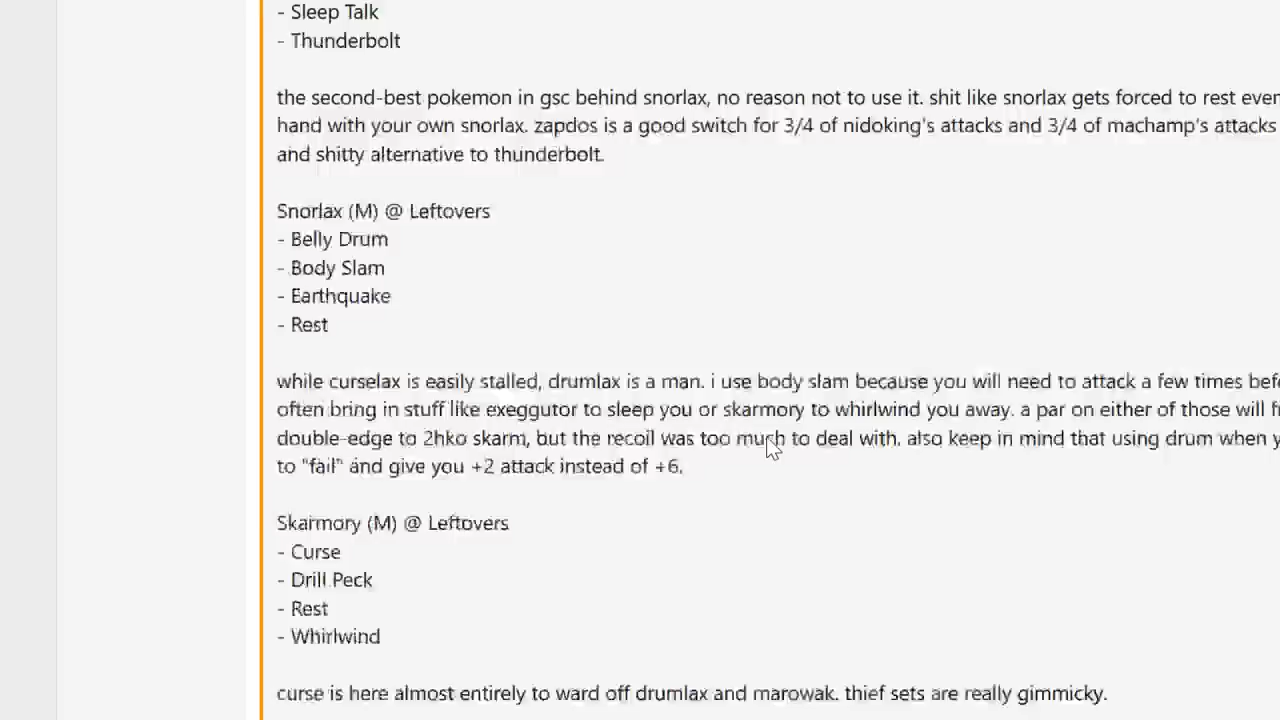 - Sleep Talk
- Thunderbolt
the second-best pokemon in gsc behind snorlax, no reason not to use it. shit like snorlax gets forced to rest
hand with your own snorlax. zapdos is a good switch for 3/4 of nidoking's attacks and 3/4 of machamp's attacks
and shitty alternative to thunderbolt.
Snorlax (M) @ Leftovers
- Belly Drum
- Body Slam
- Earthquake
- Rest
while curselax is easily stalled, drumlax is a man. i use body slam because you will need to attack a few times
often bring in stuff like exeggutor to sleep you or skarmory to whirlwind you away. a par on either of those will
double-edge to 2hko skarm, but the recoil was too much to deal with. also keep in mind that using drum when
to "fail" and give you +2 attack instead of +6.
Skarmory (M) @ Leftovers
- Curse
- Drill Peck
- Rest
- Whirlwind
curse is here almost entirely to ward off drumlax and marowak. thief sets are really gimmicky.